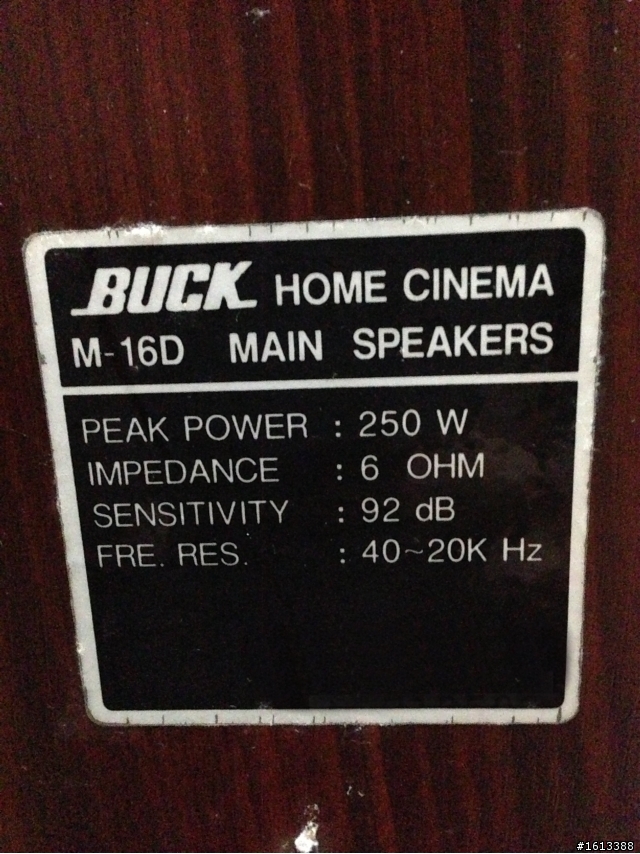 BUCK HOME CINEMA
M-16D MAIN SPEAKERS
PEAK POWER : 250 W
IMPEDANCE : 6 OHM
SENSITIVITY : 92 dB
FRE. RES. : 40~20K Hz
#1613388